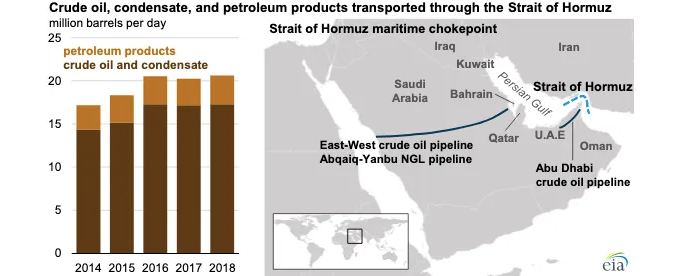 Crude oil, condensate, and petroleum products transported through the Strait of Hormuz
million barrels per day
25
petroleum products
crude oil and condensate
20
15
10
5
0
2014 2015 2016 2017 2018
Strait of Hormuz maritime chokepoint
Iraq
Iran
Kuwait
Persian Gulf
Saudi
Arabia
Bahrain
Strait of Hormuz
Qatar
U.A.E
Oman
East-West crude oil pipeline
Abqaiq-Yanbu NGL pipeline
Abu Dhabi
crude oil pipeline
eia